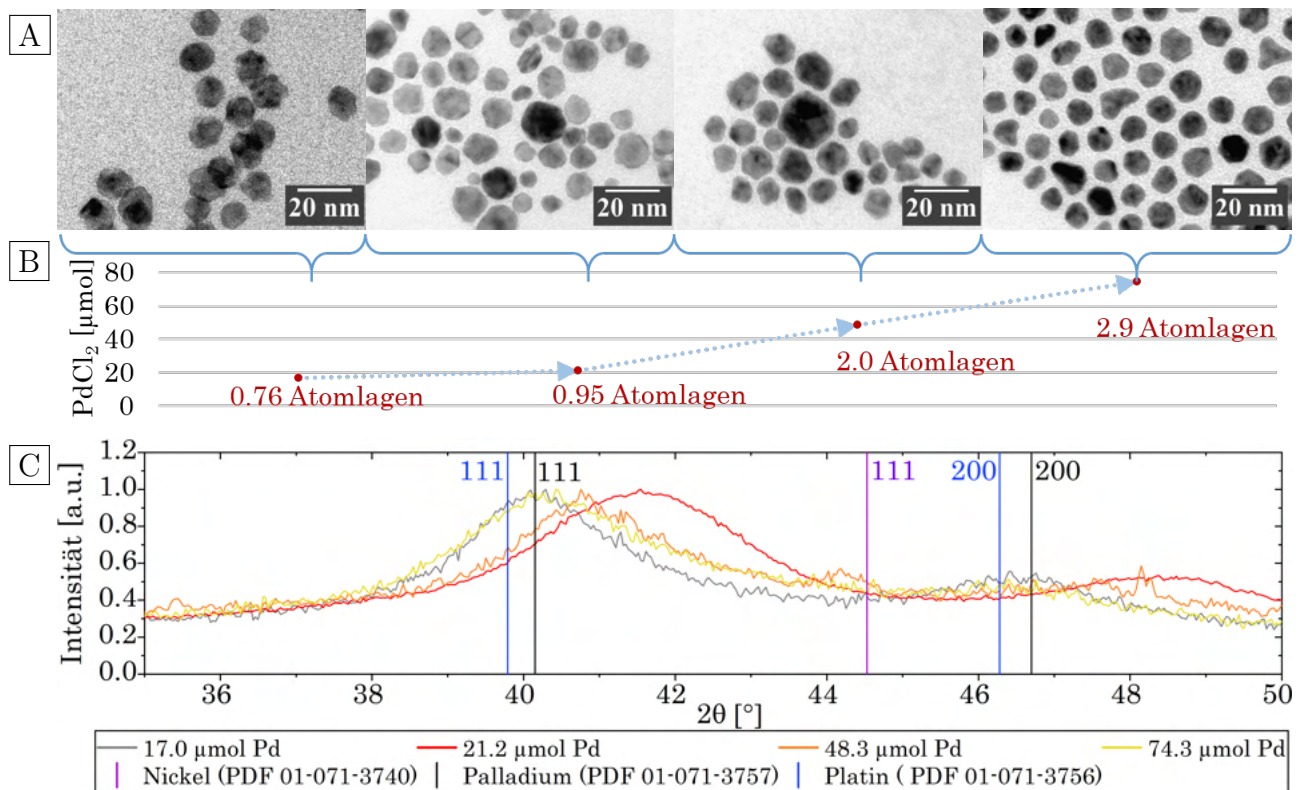 A
20 nm
20 nm
20 nm
20 nm
B
PdCl₂ [µmol]
80
60
40
20
0
0.76 Atomlagen
0.95 Atomlagen
2.0 Atomlagen
2.9 Atomlagen
C
Intensität [a.u.]
1.2
1.0
0.8
0.6
0.4
0.2
0.0
111
111
111
200
200
36
38
40
42
44
46
48
50
2θ [°]
17.0 µmol Pd
21.2 µmol Pd
48.3 µmol Pd
74.3 µmol Pd
Nickel (PDF 01-071-3740)
Palladium (PDF 01-071-3757)
Platin ( PDF 01-071-3756)